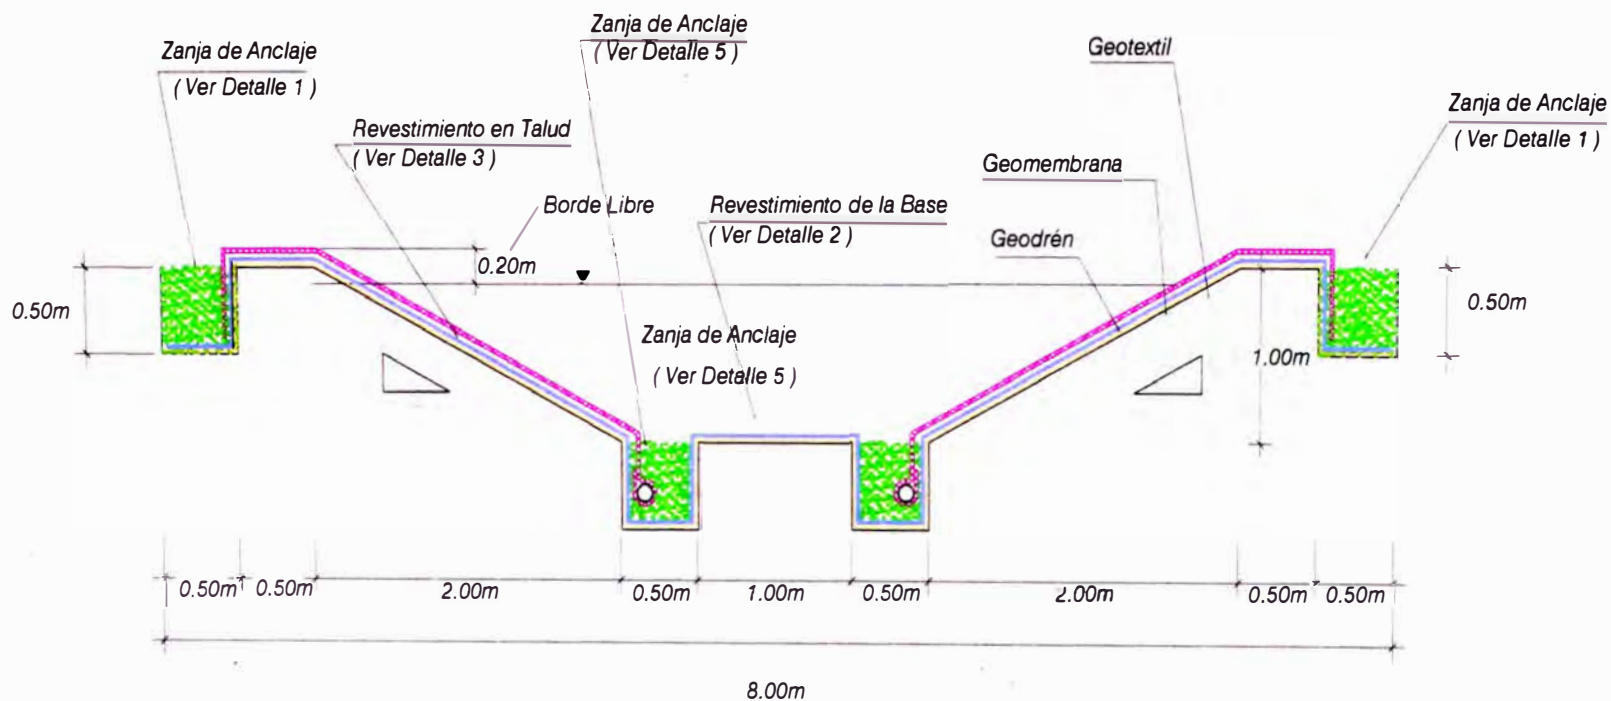 Zanja de Anclaje
( Ver Detalle 5 )
Zanja de Anclaje
( Ver Detalle 1 )
Geotextil
Zanja de Anclaje
( Ver Detalle 1 )
Revestimiento en Talud
( Ver Detalle 3 )
Geomembrana
Borde Libre
Revestimiento de la Base
( Ver Detalle 2 )
Geodrén
0.20m
0.50m
0.50m
Zanja de Anclaje
( Ver Detalle 5 )
1.00m
0.50m
0.50m
2.00m
0.50m
1.00m
0.50m
2.00m
0.50m
0.50m
8.00m